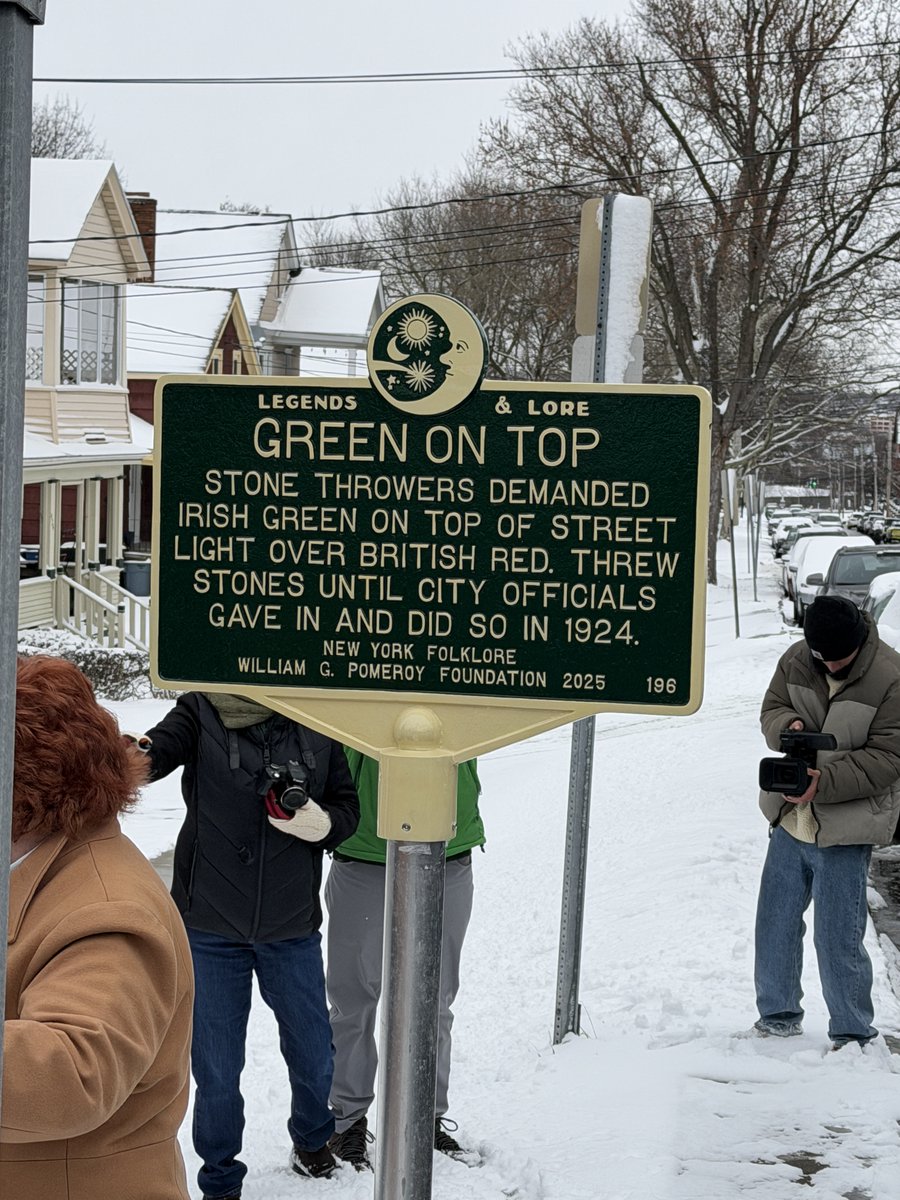 LEGENDS & LORE
GREEN ON TOP
STONE THROWERS DEMANDED
IRISH GREEN ON TOP OF STREET
LIGHT OVER BRITISH RED. THREW
STONES UNTIL CITY OFFICIALS
GAVE IN AND DID SO IN 1924.
NEW YORK FOLKLORE
WILLIAM G. POMEROY FOUNDATION 2025 196